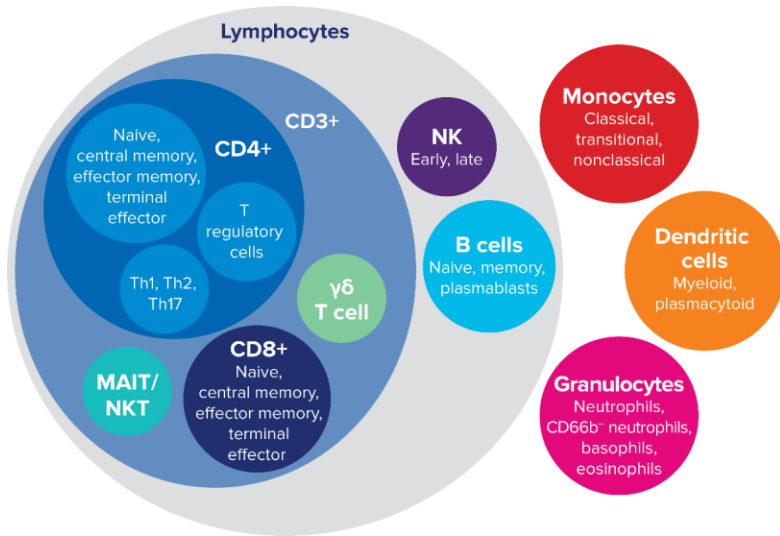 Lymphocytes
CD3+
CD4+
Naive,
central memory,
effector memory,
terminal
effector
T
regulatory
cells
Th1, Th2,
Th17
γδ
T cell
MAIT/
NKT
CD8+
Naive,
central memory,
effector memory,
terminal
effector
NK
Early, late
B cells
Naive, memory,
plasmablasts
Monocytes
Classical,
transitional,
nonclassical
Dendritic
cells
Myeloid,
plasmacytoid
Granulocytes
Neutrophils,
CD66b⁻ neutrophils,
basophils,
eosinophils